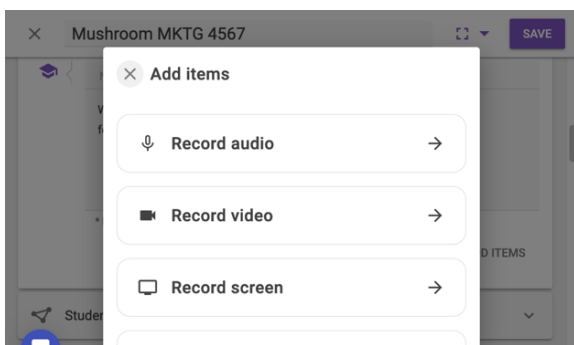 Mushroom MKTG 4567
SAVE
Add items
Record audio
Record video
D ITEMS
Record screen
Studen